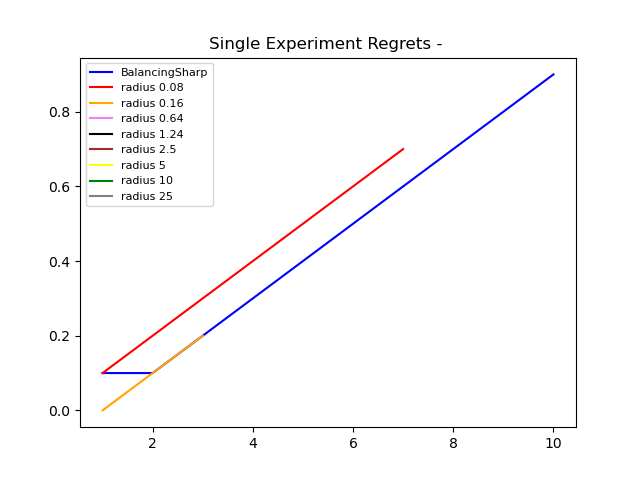 Single Experiment Regrets -
BalancingSharp
radius 0.08
radius 0.16
radius 0.64
radius 1.24
radius 2.5
radius 5
radius 10
radius 25
0.8
0.6
0.4
0.2
0.0
2 4 6 8 10